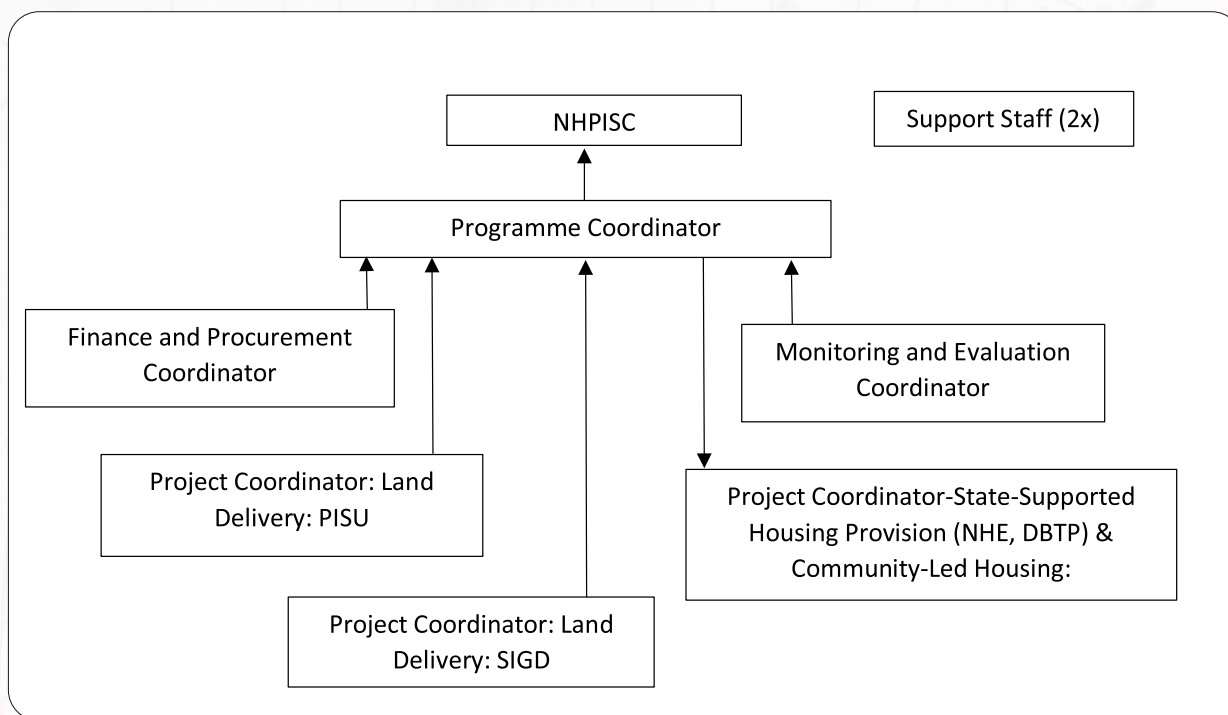 NHPISC
Support Staff (2x)
Programme Coordinator
Finance and Procurement
Coordinator
Monitoring and Evaluation
Coordinator
Project Coordinator: Land
Delivery: PISU
Project Coordinator-State-Supported
Housing Provision (NHE, DBTP) &
Community-Led Housing:
Project Coordinator: Land
Delivery: SIGD